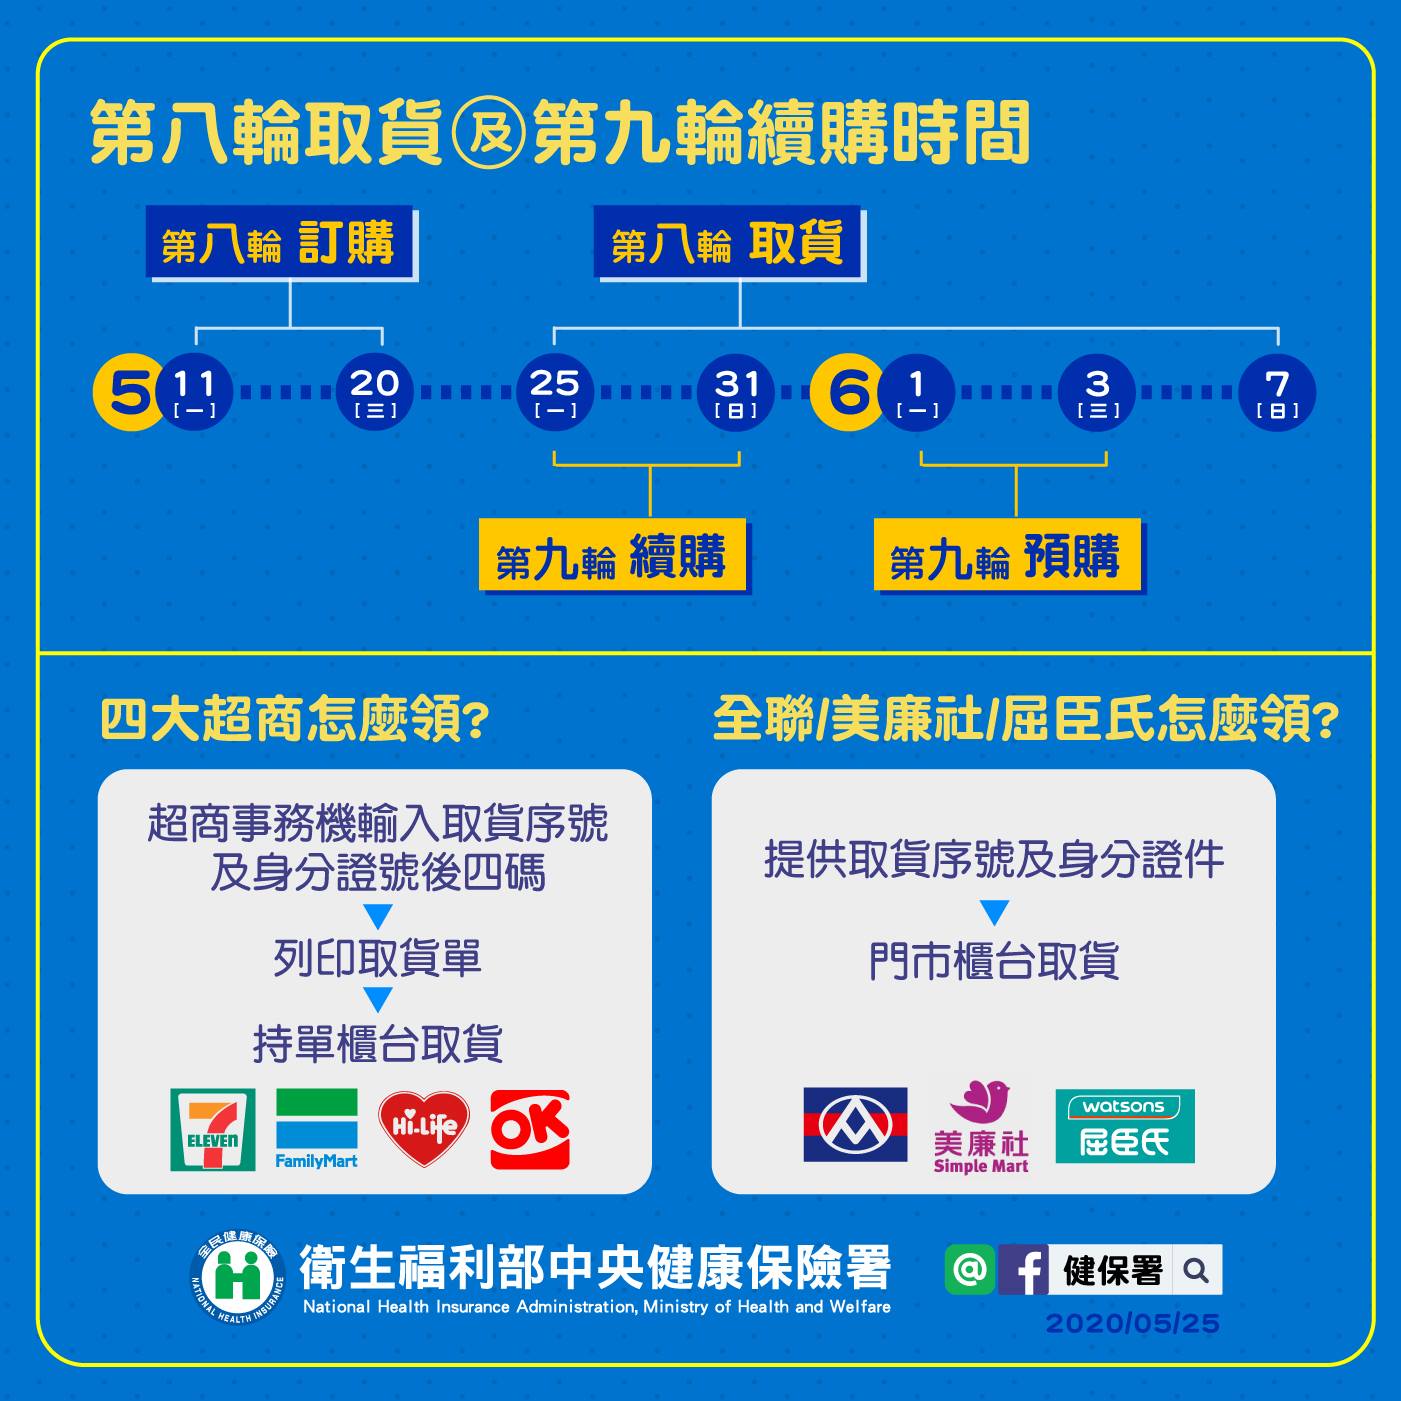 第八輪取貨及第九輪續購時間
第八輪 訂購
第八輪 取貨
5 11 20 25 31 6 1 3 7
[一] [三] [一] [日] [一] [三] [日]
第九輪 續購
第九輪 預購
四大超商怎麼領?
超商事務機輸入取貨序號
及身分證號後四碼
列印取貨單
持單櫃台取貨
7 ELEVEN
FamilyMart
Hi-Life
OK
全聯/美廉社/屈臣氏怎麼領?
提供取貨序號及身分證件
門市櫃台取貨
美廉社
Simple Mart
watsons
屈臣氏
全民健康保險
NATIONAL HEALTH INSURANCE
衛生福利部中央健康保險署
National Health Insurance Administration, Ministry of Health and Welfare
@ f 健保署
2020/05/25